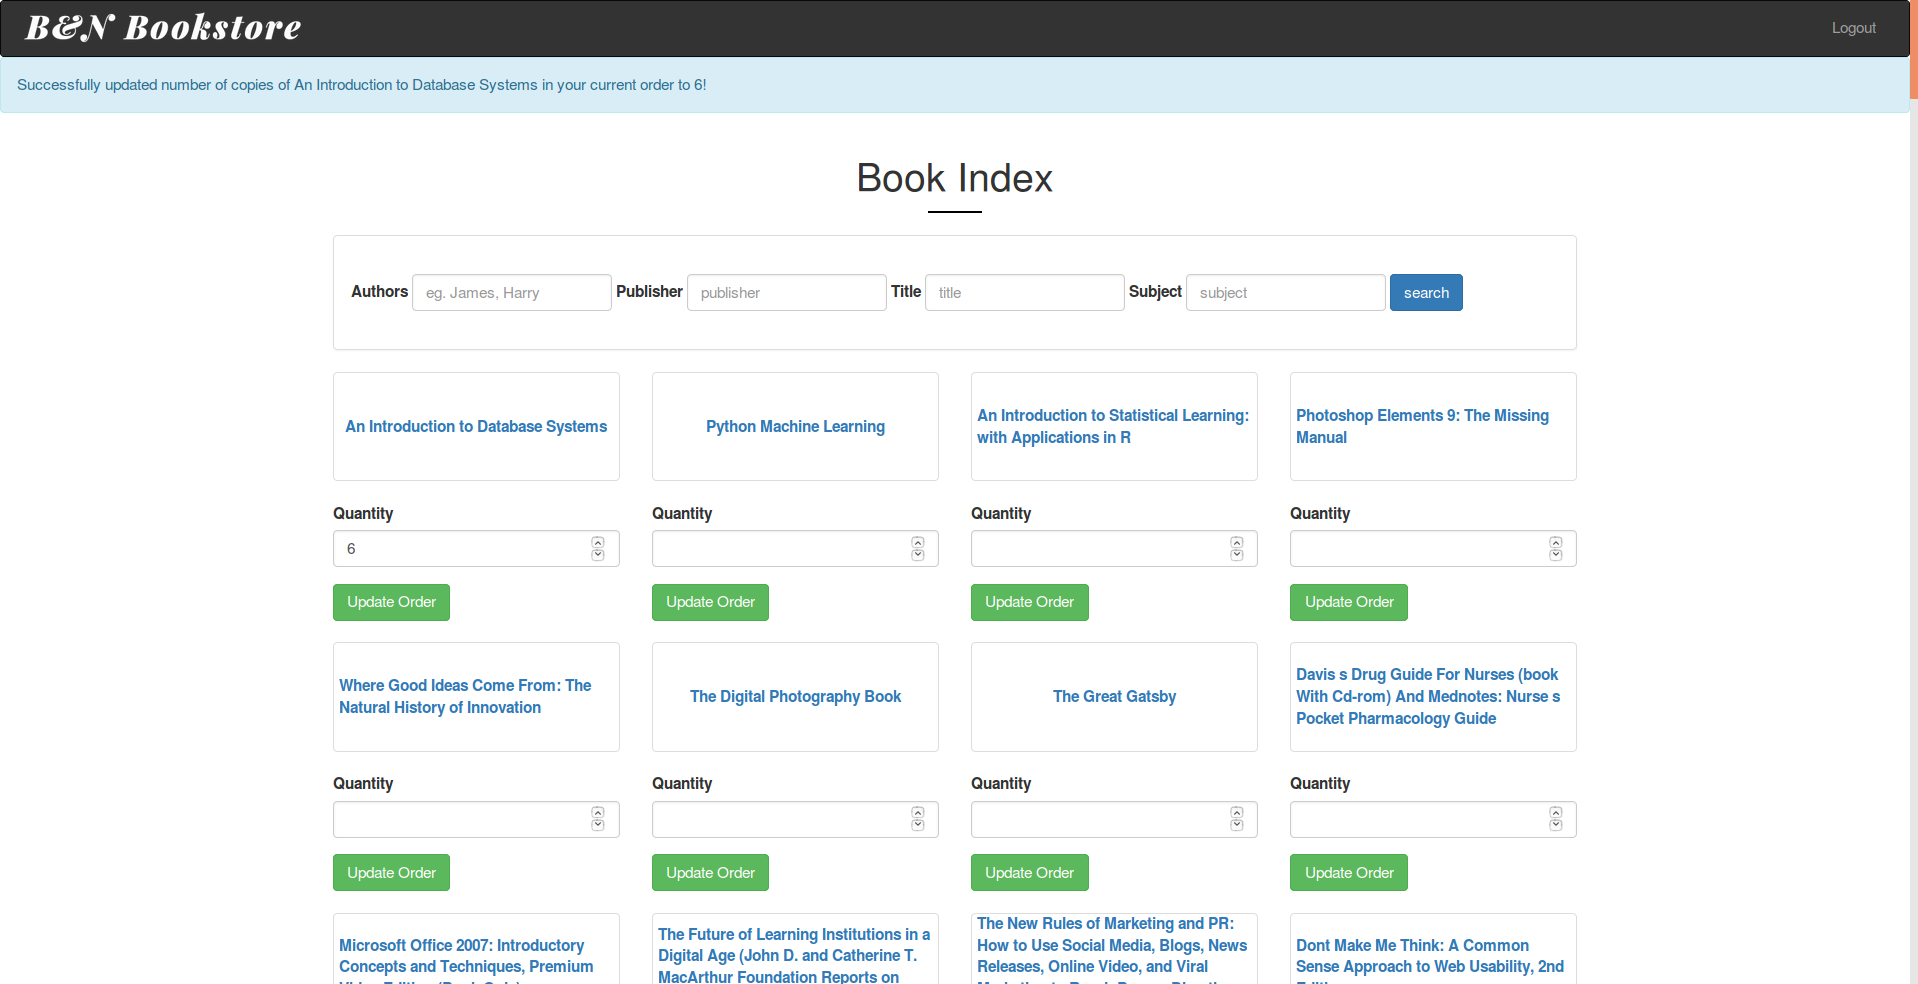 B&N Bookstore
Logout
Successfully updated number of copies of An Introduction to Database Systems in your current order to 6!
Book Index
Authors eg. James, Harry Publisher publisher Title title Subject subject search
An Introduction to Database Systems
Python Machine Learning
An Introduction to Statistical Learning:
with Applications in R
Photoshop Elements 9: The Missing
Manual
Quantity
Quantity
Quantity
Quantity
6
Update Order
Update Order
Update Order
Update Order
Where Good Ideas Come From: The
Natural History of Innovation
The Digital Photography Book
The Great Gatsby
Davis s Drug Guide For Nurses (book
With Cd-rom) And Mednotes: Nurse s
Pocket Pharmacology Guide
Quantity
Quantity
Quantity
Quantity
Update Order
Update Order
Update Order
Update Order
Microsoft Office 2007: Introductory
Concepts and Techniques, Premium
The Future of Learning Institutions in a
Digital Age (John D. and Catherine T.
MacArthur Foundation Reports on
The New Rules of Marketing and PR:
How to Use Social Media, Blogs, News
Releases, Online Video, and Viral
Dont Make Me Think: A Common
Sense Approach to Web Usability, 2nd